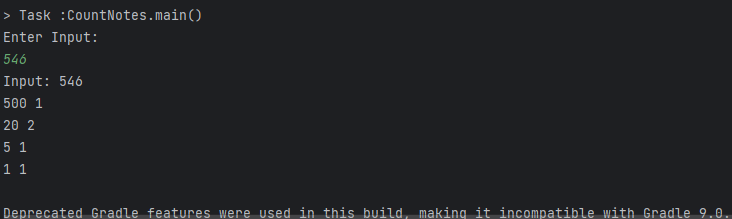 > Task :CountNotes.main()
Enter Input:
546
Input: 546
500 1
20 2
5 1
1 1
Deprecated Gradle features were used in this build, making it incompatible with Gradle 9.0.